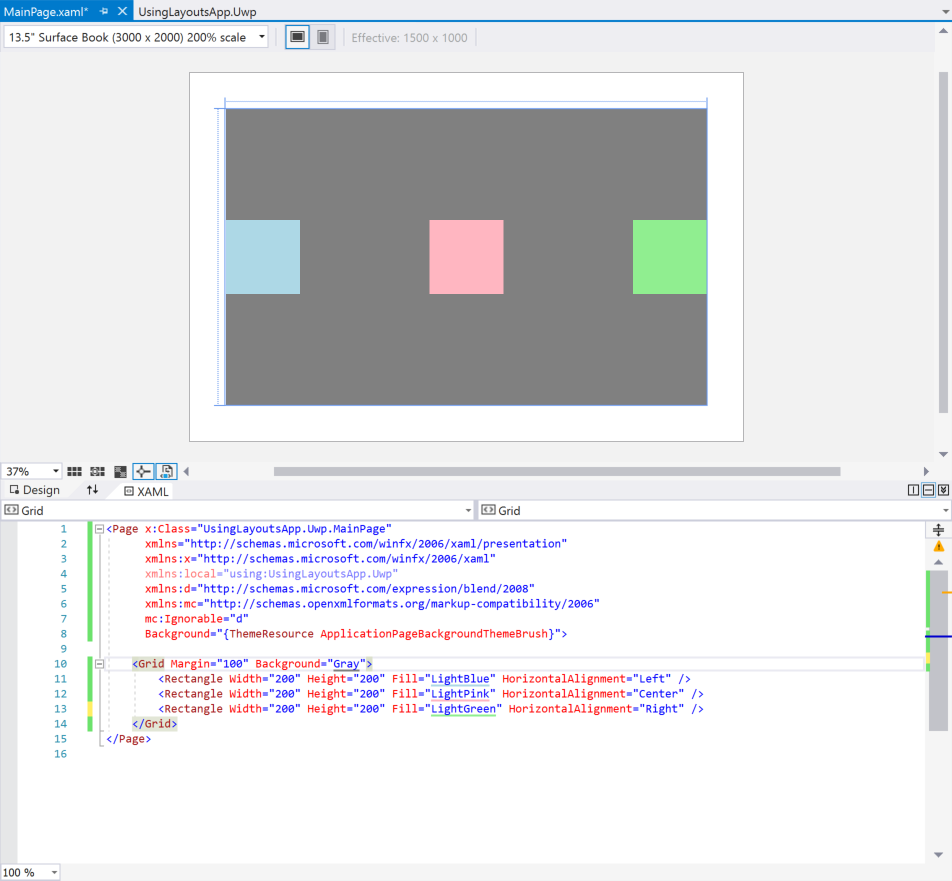 MainPage.xaml* UsingLayoutsApp.Uwp
13.5" Surface Book (3000 x 2000) 200% scale Effective: 1500 x 1000
37%
Design XAML
Grid Grid
1 <Page x:Class="UsingLayoutsApp.Uwp.MainPage"
2 xmlns="http://schemas.microsoft.com/winfx/2006/xaml/presentation"
3 xmlns:x="http://schemas.microsoft.com/winfx/2006/xaml"
4 xmlns:local="using:UsingLayoutsApp.Uwp"
5 xmlns:d="http://schemas.microsoft.com/expression/blend/2008"
6 xmlns:mc="http://schemas.openxmlformats.org/markup-compatibility/2006"
7 mc:Ignorable="d"
8 Background="{ThemeResource ApplicationPageBackgroundThemeBrush}">
9
10 <Grid Margin="100" Background="Gray">
11 <Rectangle Width="200" Height="200" Fill="LightBlue" HorizontalAlignment="Left" />
12 <Rectangle Width="200" Height="200" Fill="LightPink" HorizontalAlignment="Center" />
13 <Rectangle Width="200" Height="200" Fill="LightGreen" HorizontalAlignment="Right" />
14 </Grid>
15 </Page>
16
100 %